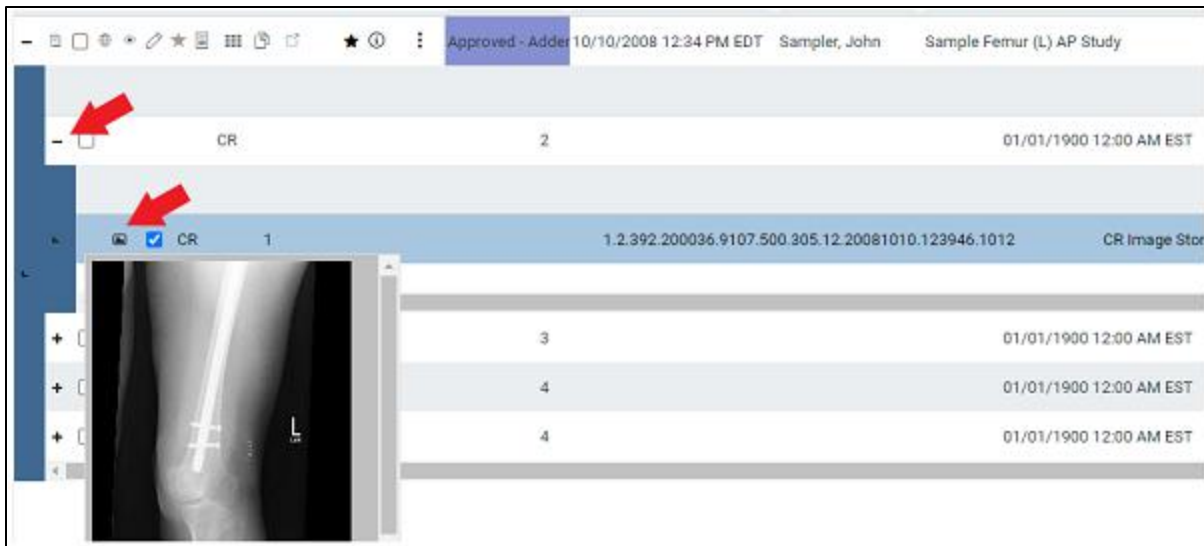 Approved - Adder 10/10/2008 12:34 PM EDT Sampler, John Sample Femur (L) AP Study
CR 2 01/01/1900 12:00 AM EST
CR 1 1.2.392.200036.9107.500.305.12.20081010.123946.1012 CR Image Stor
L
3 01/01/1900 12:00 AM EST
4 01/01/1900 12:00 AM EST
4 01/01/1900 12:00 AM EST